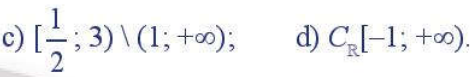 c) [1/2; 3) \ (1; +∞);    d) C_ℝ[−1; +∞).